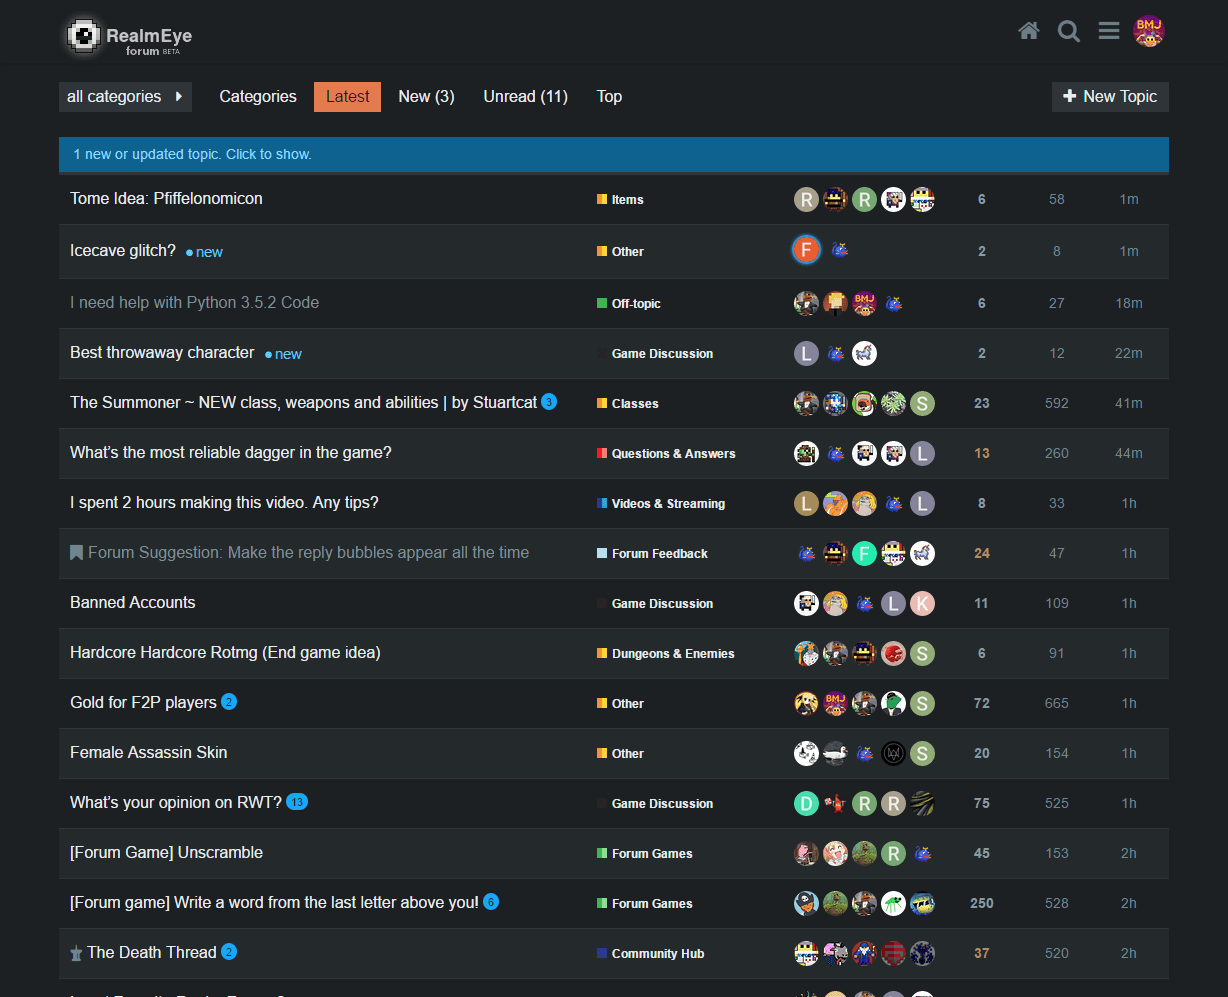 RealmEye
forum BETA
BMJ
all categories Categories Latest New (3) Unread (11) Top + New Topic
1 new or updated topic. Click to show.
Tome Idea: Pfiffelonomicon Items R R 6 58 1m
Icecave glitch? new Other F 2 8 1m
I need help with Python 3.5.2 Code Off-topic BMJ 6 27 18m
Best throwaway character new Game Discussion L 2 12 22m
The Summoner ~ NEW class, weapons and abilities | by Stuartcat 3 Classes S 23 592 41m
What's the most reliable dagger in the game? Questions & Answers L 13 260 44m
I spent 2 hours making this video. Any tips? Videos & Streaming L L 8 33 1h
Forum Suggestion: Make the reply bubbles appear all the time Forum Feedback F 24 47 1h
Banned Accounts Game Discussion L K 11 109 1h
Hardcore Hardcore Rotmg (End game idea) Dungeons & Enemies S 6 91 1h
Gold for F2P players 2 Other BMJ S 72 665 1h
Female Assassin Skin Other S 20 154 1h
What's your opinion on RWT? 13 Game Discussion D R R 75 525 1h
[Forum Game] Unscramble Forum Games R 45 153 2h
[Forum game] Write a word from the last letter above you! 6 Forum Games 250 528 2h
The Death Thread 2 Community Hub 37 520 2h